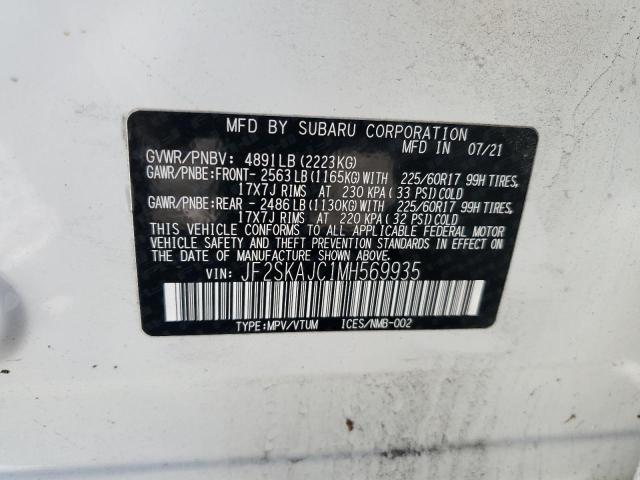 MFD BY SUBARU CORPORATION
MFD IN 07/21
GVWR/PNBV: 4891LB(2223KG)
GAWR/PNBE:FRONT- 2563LB(1165KG)WITH 225/60R17 99H TIRES,
17X7J RIMS AT 230 KPA(33 PSI)COLD
GAWR/PNBE:REAR - 2486LB(1130KG)WITH 225/60R17 99H TIRES,
17X7J RIMS AT 220 KPA(32 PSI)COLD
THIS VEHICLE CONFORMS TO ALL APPLICABLE FEDERAL MOTOR
VEHICLE SAFETY AND THEFT PREVENTION STANDARDS IN EFFECT ON
THE DATE OF MANUFACTURE SHOWN ABOVE.
VIN: JF2SKAJC1MH569935
TYPE:MPV/VTUM ICES/NMB-002